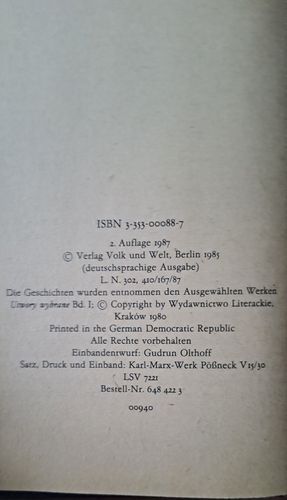 ISBN 3-353-00088-7
2. Auflage 1987
© Verlag Volk und Welt, Berlin 1985
(deutschsprachige Ausgabe)
L. N. 302, 410/167/87
Die Geschichten wurden entnommen den Ausgewählten Werken
Utwory wybrane Bd. I; © Copyright by Wydawnictwo Literackie,
Kraków 1980
Printed in the German Democratic Republic
Alle Rechte vorbehalten
Einbandentwurf: Gudrun Olthoff
Satz, Druck und Einband: Karl-Marx-Werk Pößneck V15/30
LSV 7221
Bestell-Nr. 648 422 3
00940